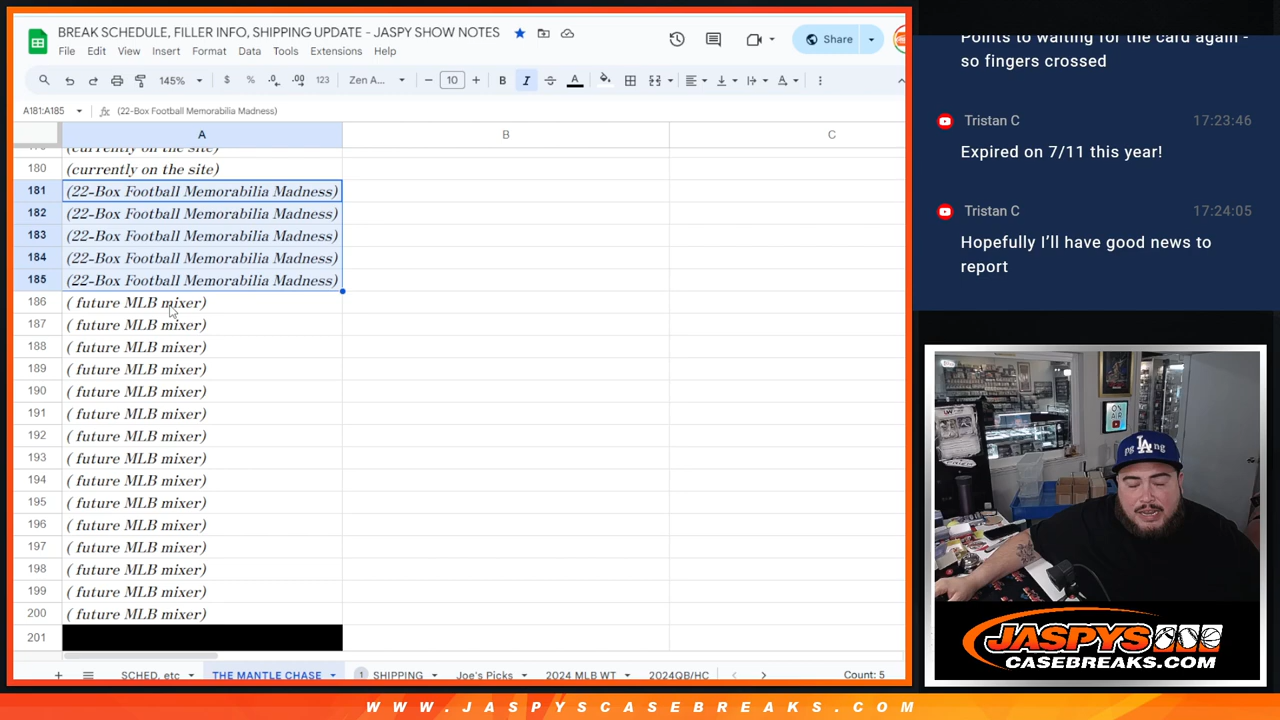 BREAK SCHEDULE, FILLER INFO, SHIPPING UPDATE - JASPY SHOW NOTES
File Edit View Insert Format Data Tools Extensions Help
Share
145% $ % .0 .00 123 Zen A... 10 B I A
A181:A185 fx (22-Box Football Memorabilia Madness)
A B C
180 (currently on the site)
181 (22-Box Football Memorabilia Madness)
182 (22-Box Football Memorabilia Madness)
183 (22-Box Football Memorabilia Madness)
184 (22-Box Football Memorabilia Madness)
185 (22-Box Football Memorabilia Madness)
186 ( future MLB mixer)
187 ( future MLB mixer)
188 ( future MLB mixer)
189 ( future MLB mixer)
190 ( future MLB mixer)
191 ( future MLB mixer)
192 ( future MLB mixer)
193 ( future MLB mixer)
194 ( future MLB mixer)
195 ( future MLB mixer)
196 ( future MLB mixer)
197 ( future MLB mixer)
198 ( future MLB mixer)
199 ( future MLB mixer)
200 ( future MLB mixer)
201
SCHED, etc THE MANTLE CHASE 1 SHIPPING Joe's Picks 2024 MLB WT 2024QB/HC Count: 5
Points to waiting for the card again -
so fingers crossed
Tristan C 17:23:46
Expired on 7/11 this year!
Tristan C 17:24:05
Hopefully I'll have good news to
report
ON
AIR
pg LA ng
JASPYS
CASEBREAKS.COM
WWW.JASPYSCASEBREAKS.COM